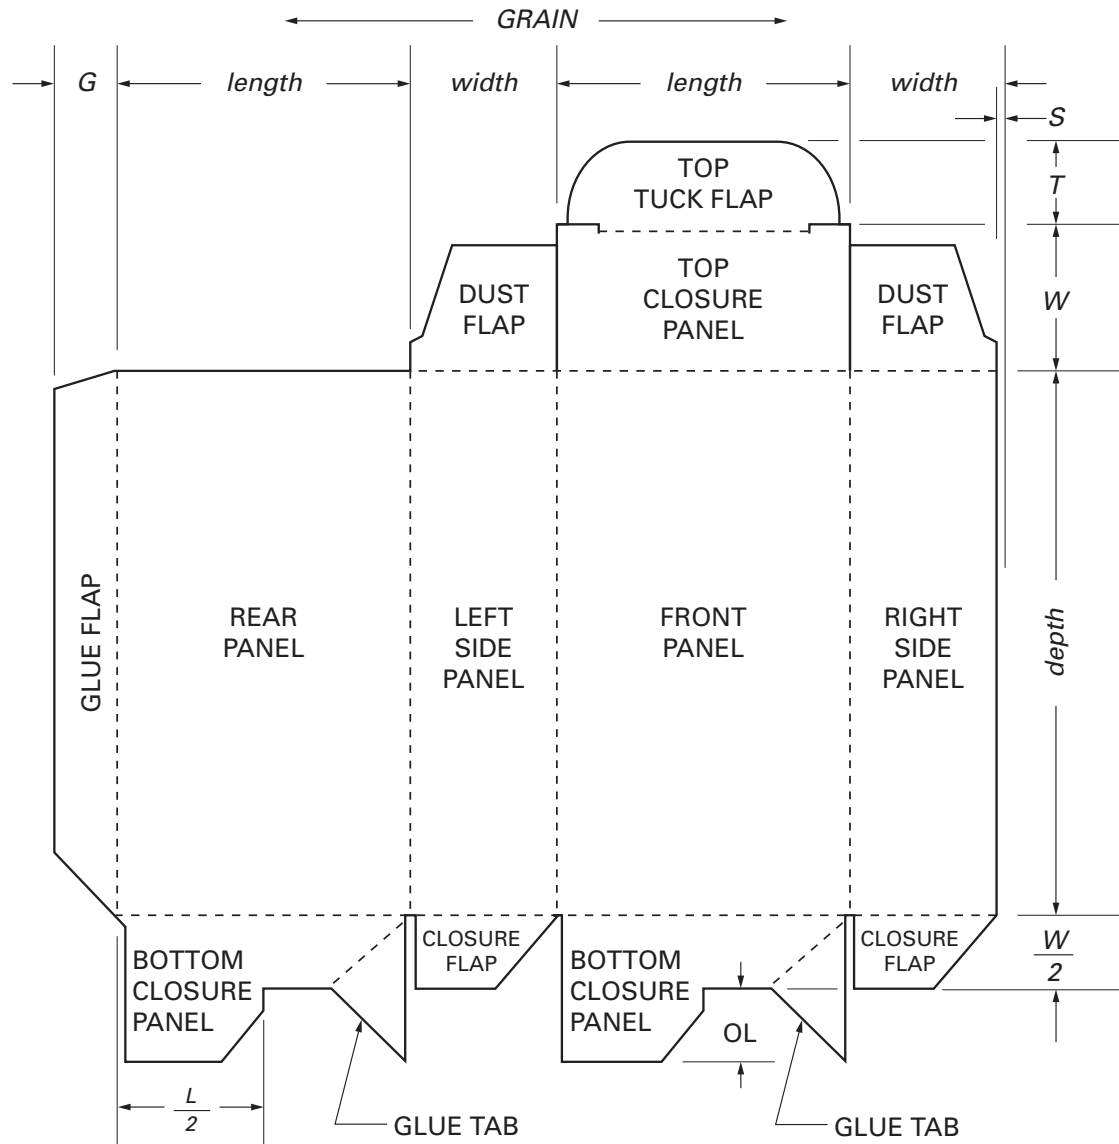 GRAIN
G
length
width
length
width
S
TOP
TUCK FLAP
T
DUST
FLAP
TOP
CLOSURE
PANEL
DUST
FLAP
W
GLUE FLAP
REAR
PANEL
LEFT
SIDE
PANEL
FRONT
PANEL
RIGHT
SIDE
PANEL
depth
BOTTOM
CLOSURE
PANEL
CLOSURE
FLAP
BOTTOM
CLOSURE
PANEL
CLOSURE
FLAP
W
2
OL
L
2
GLUE TAB
GLUE TAB